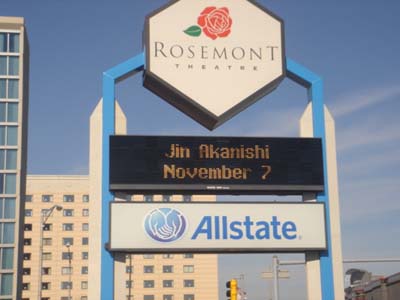 ROSEMONT
THEATRE
Jin Akanishi
November 7
Allstate